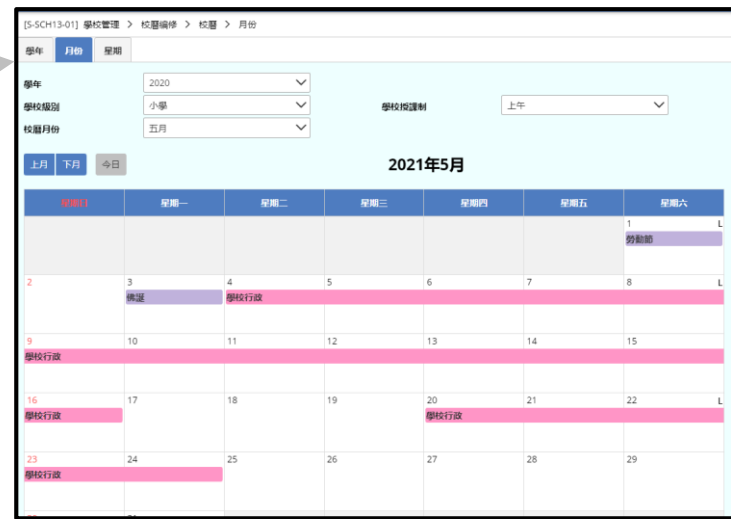 [S-SCH13-01] 學校管理 > 校曆編修 > 校曆 > 月份
學年 月份 星期
學年 2020
學校級別 小學 學校授課制 上午
校曆月份 五月
上月 下月 今日 2021年5月
星期日 星期一 星期二 星期三 星期四 星期五 星期六
1 L
勞動節
2 3 4 5 6 7 8 L
佛誕 學校行政
9 10 11 12 13 14 15
學校行政
16 17 18 19 20 21 22 L
學校行政 學校行政
23 24 25 26 27 28 29
學校行政